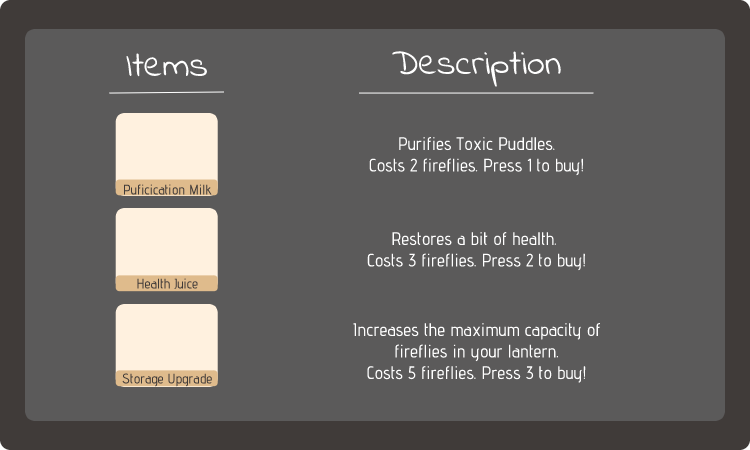 Items
Description
Puficication Milk
Purifies Toxic Puddles.
Costs 2 fireflies. Press 1 to buy!
Health Juice
Restores a bit of health.
Costs 3 fireflies. Press 2 to buy!
Storage Upgrade
Increases the maximum capacity of
fireflies in your lantern.
Costs 5 fireflies. Press 3 to buy!